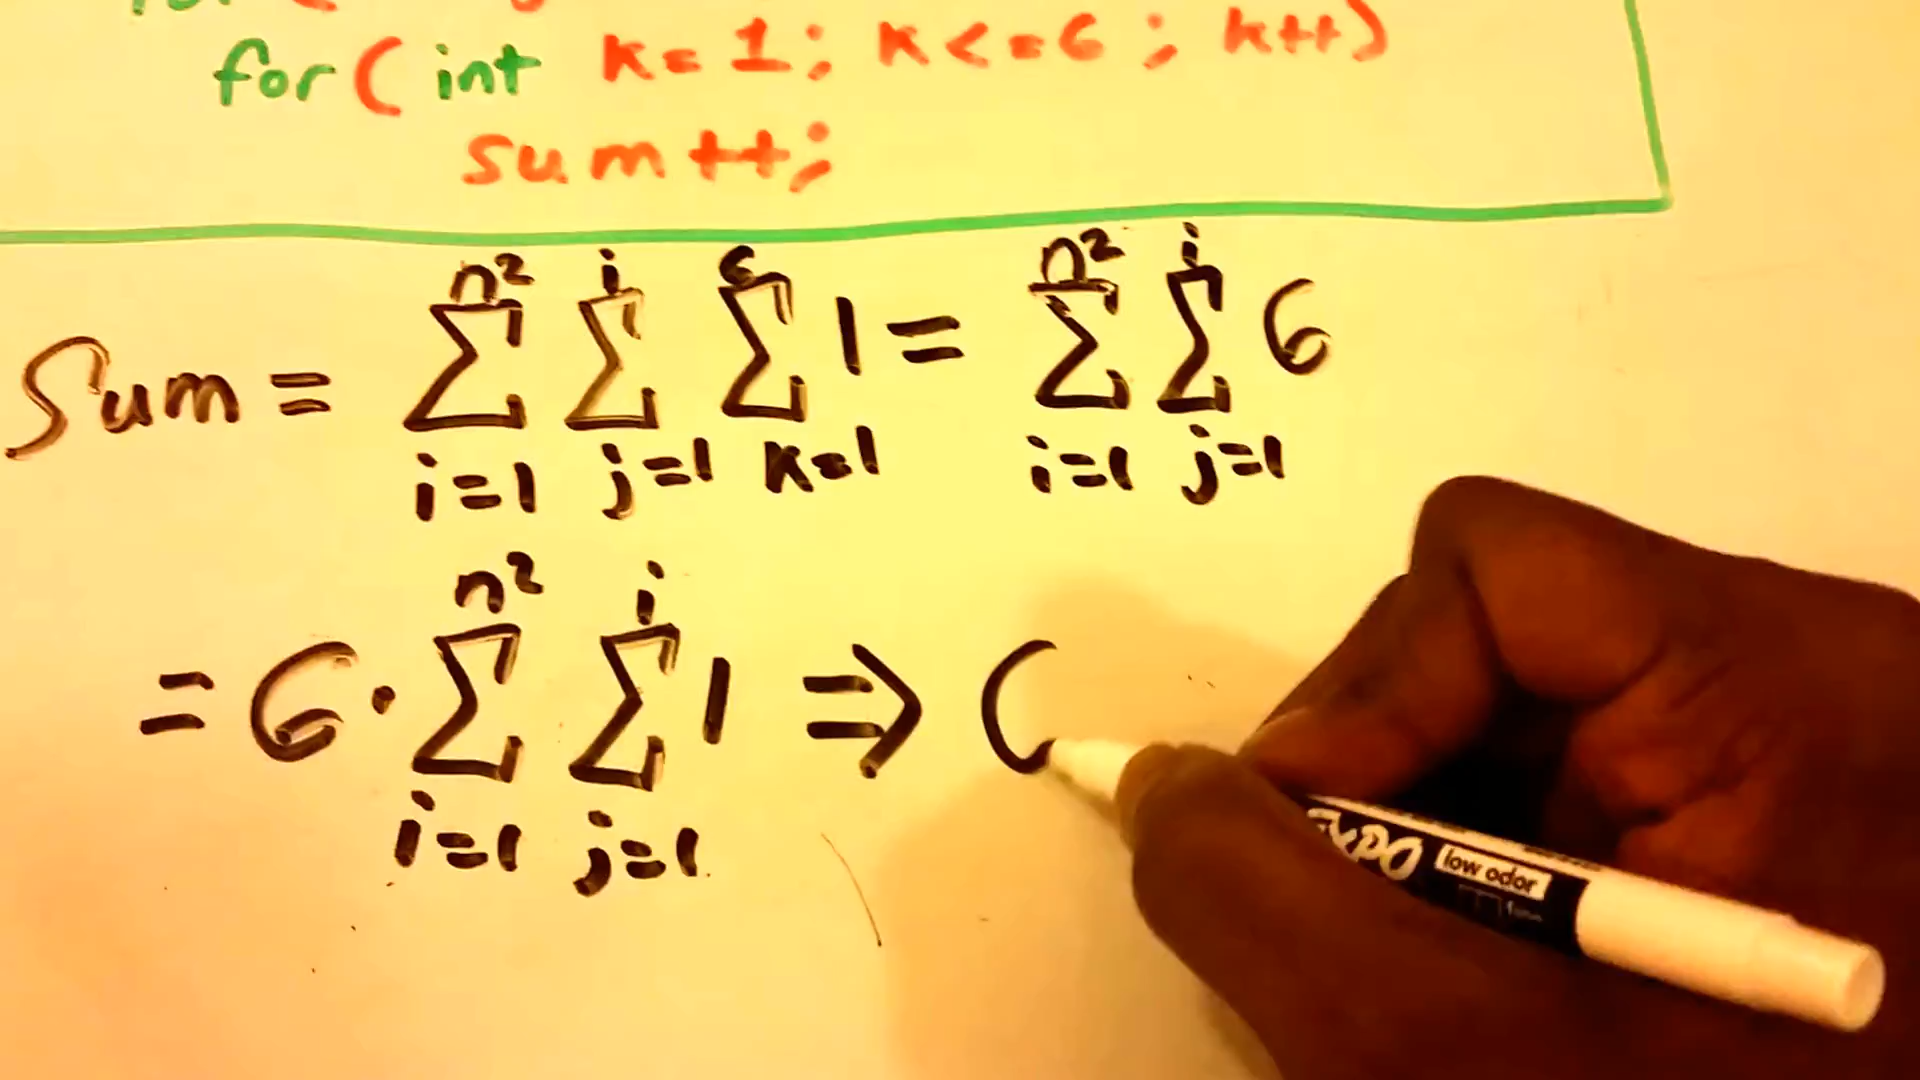 for(
for(int k=1; k<=6; k++)
sum++;
Sum = n² Σ i=1 i Σ j=1 6 Σ k=1 1 = n² Σ i=1 i Σ j=1 6
= 6 · n² Σ i=1 i Σ j=1 1 ⇒ (
EXPO low odor